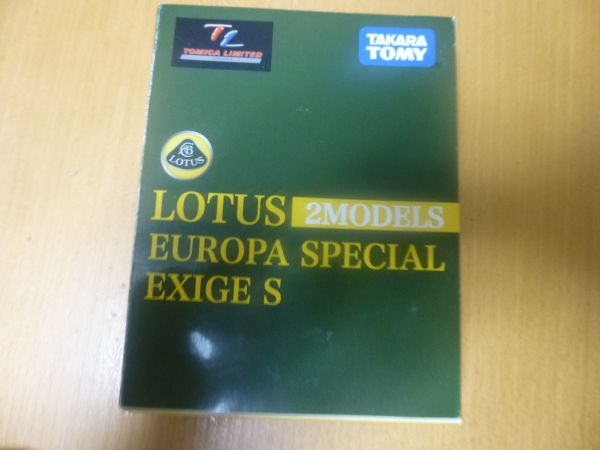 TL
TOMICA LIMITED
TAKARA
TOMY
LOTUS
LOTUS 2MODELS
EUROPA SPECIAL
EXIGE S